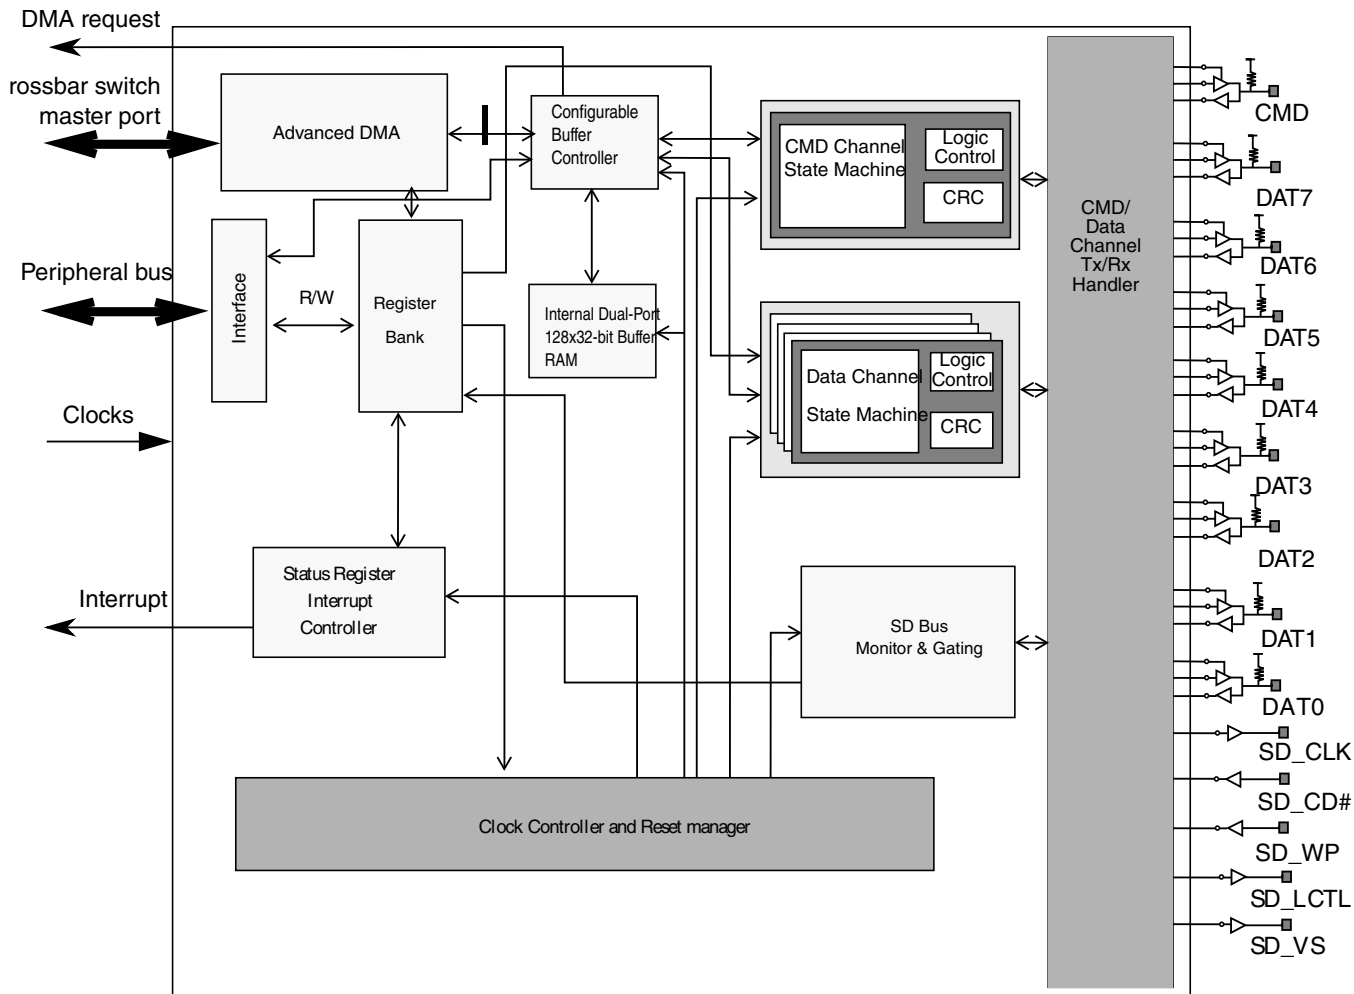 DMA request
rossbar switch
master port
Peripheral bus
Clocks
Interrupt
Advanced DMA
Configurable
Buffer
Controller
Interface
R/W
Register
Bank
Internal Dual-Port
128x32-bit Buffer
RAM
Status Register
Interrupt
Controller
CMD Channel
State Machine
Logic
Control
CRC
Data Channel
State Machine
Logic
Control
CRC
SD Bus
Monitor & Gating
Clock Controller and Reset manager
CMD/
Data
Channel
Tx/Rx
Handler
CMD
DAT7
DAT6
DAT5
DAT4
DAT3
DAT2
DAT1
DAT0
SD_CLK
SD_CD#
SD_WP
SD_LCTL
SD_VS